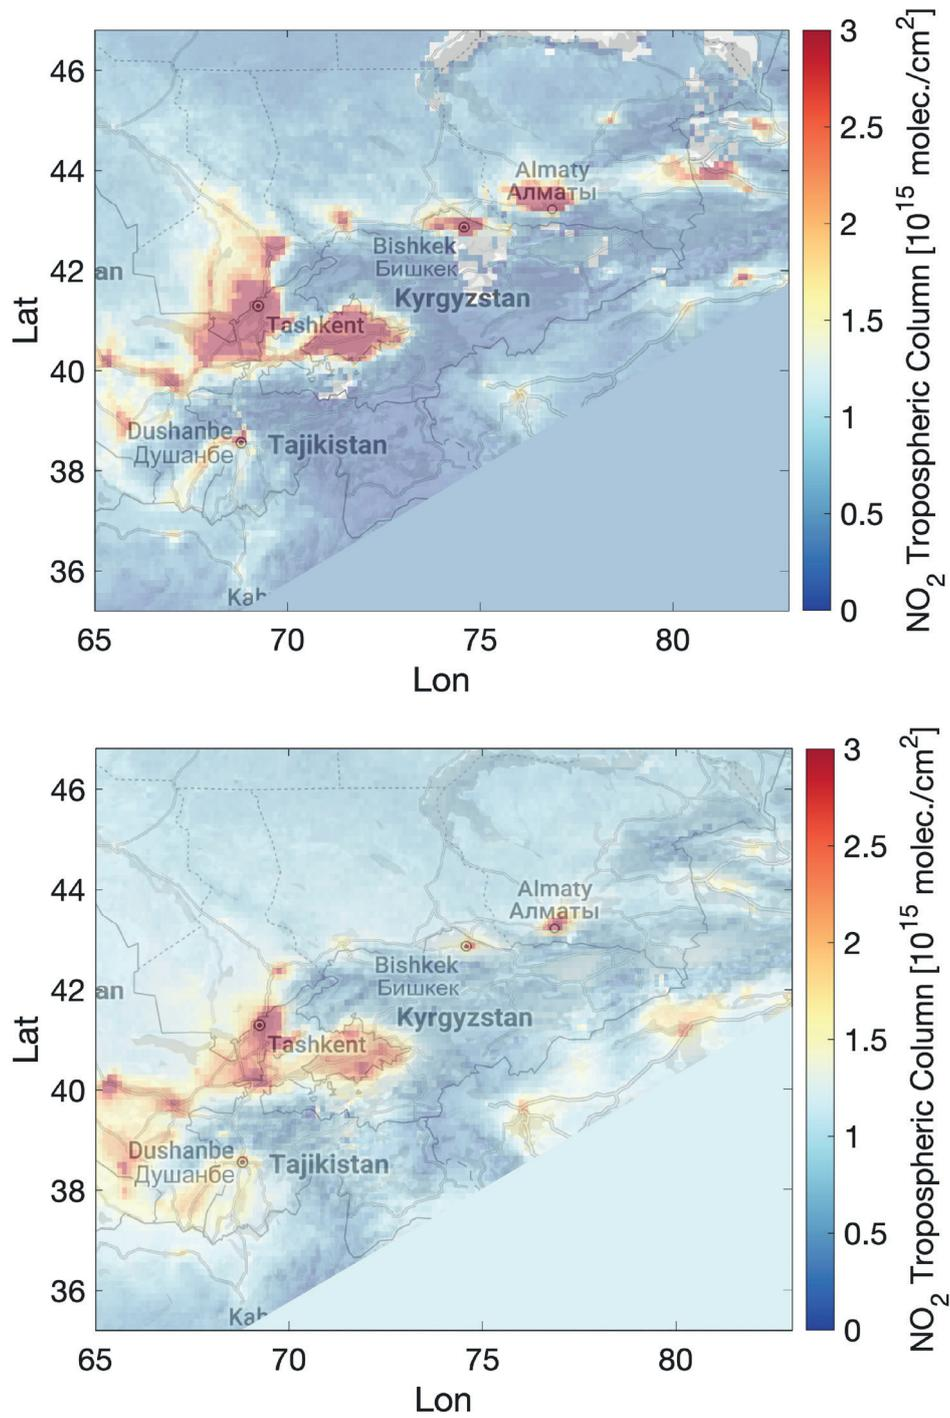 46
44
42
40
38
36
Lat
65
70
75
80
Lon
Almaty
Алматы
Bishkek
Бишкек
an
Kyrgyzstan
Tashkent
Dushanbe
Душанбе
Tajikistan
Kab
3
2.5
2
1.5
1
0.5
0
NO2 Tropospheric Column [10^15 molec./cm^2]
46
44
42
40
38
36
Lat
65
70
75
80
Lon
Almaty
Алматы
Bishkek
Бишкек
an
Kyrgyzstan
Tashkent
Dushanbe
Душанбе
Tajikistan
Kab
3
2.5
2
1.5
1
0.5
0
NO2 Tropospheric Column [10^15 molec./cm^2]